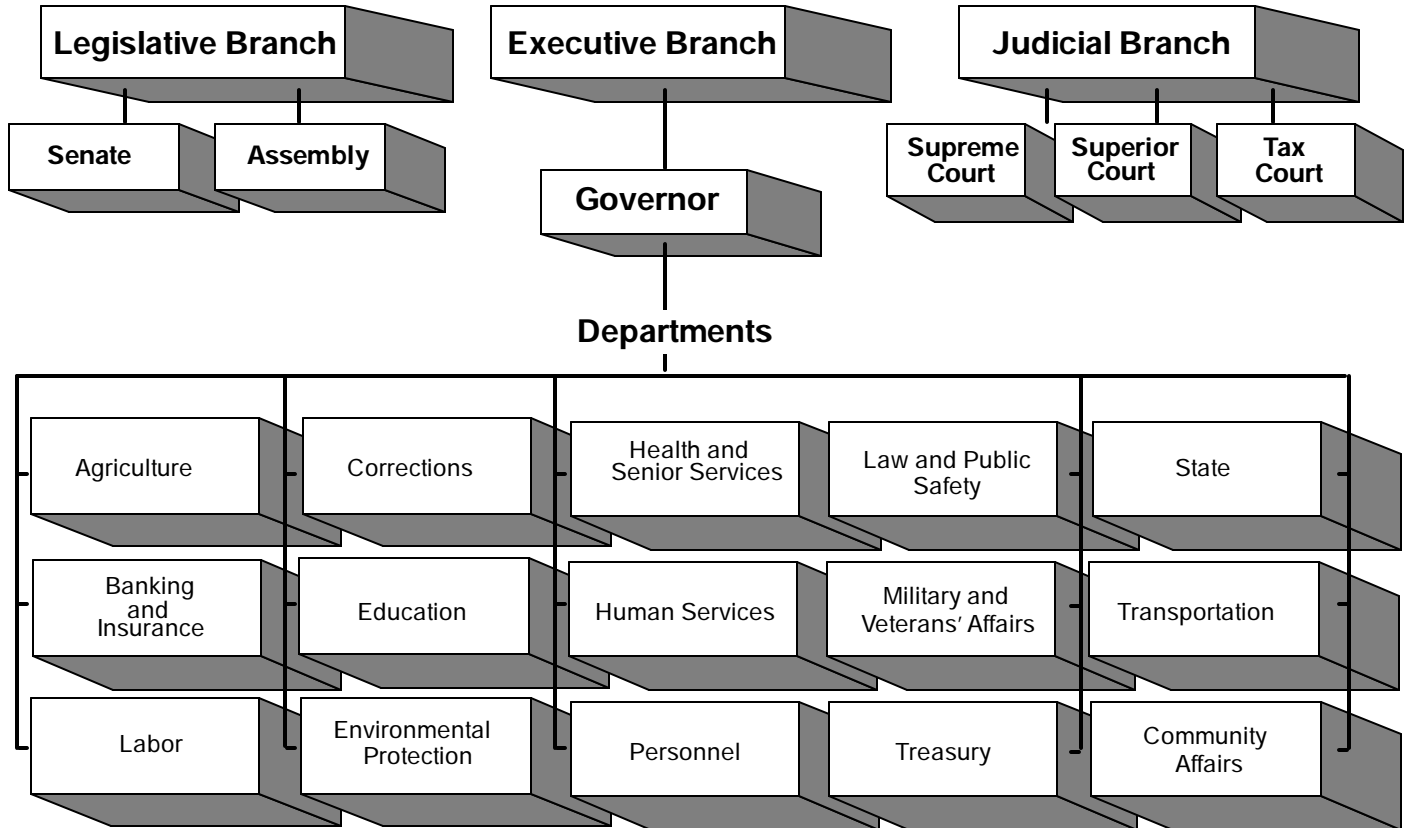 Legislative Branch
Executive Branch
Judicial Branch
Senate
Assembly
Governor
Supreme
Court
Superior
Court
Tax
Court
Departments
Agriculture
Corrections
Health and
Senior Services
Law and Public
Safety
State
Banking
and
Insurance
Education
Human Services
Military and
Veterans’ Affairs
Transportation
Labor
Environmental
Protection
Personnel
Treasury
Community
Affairs